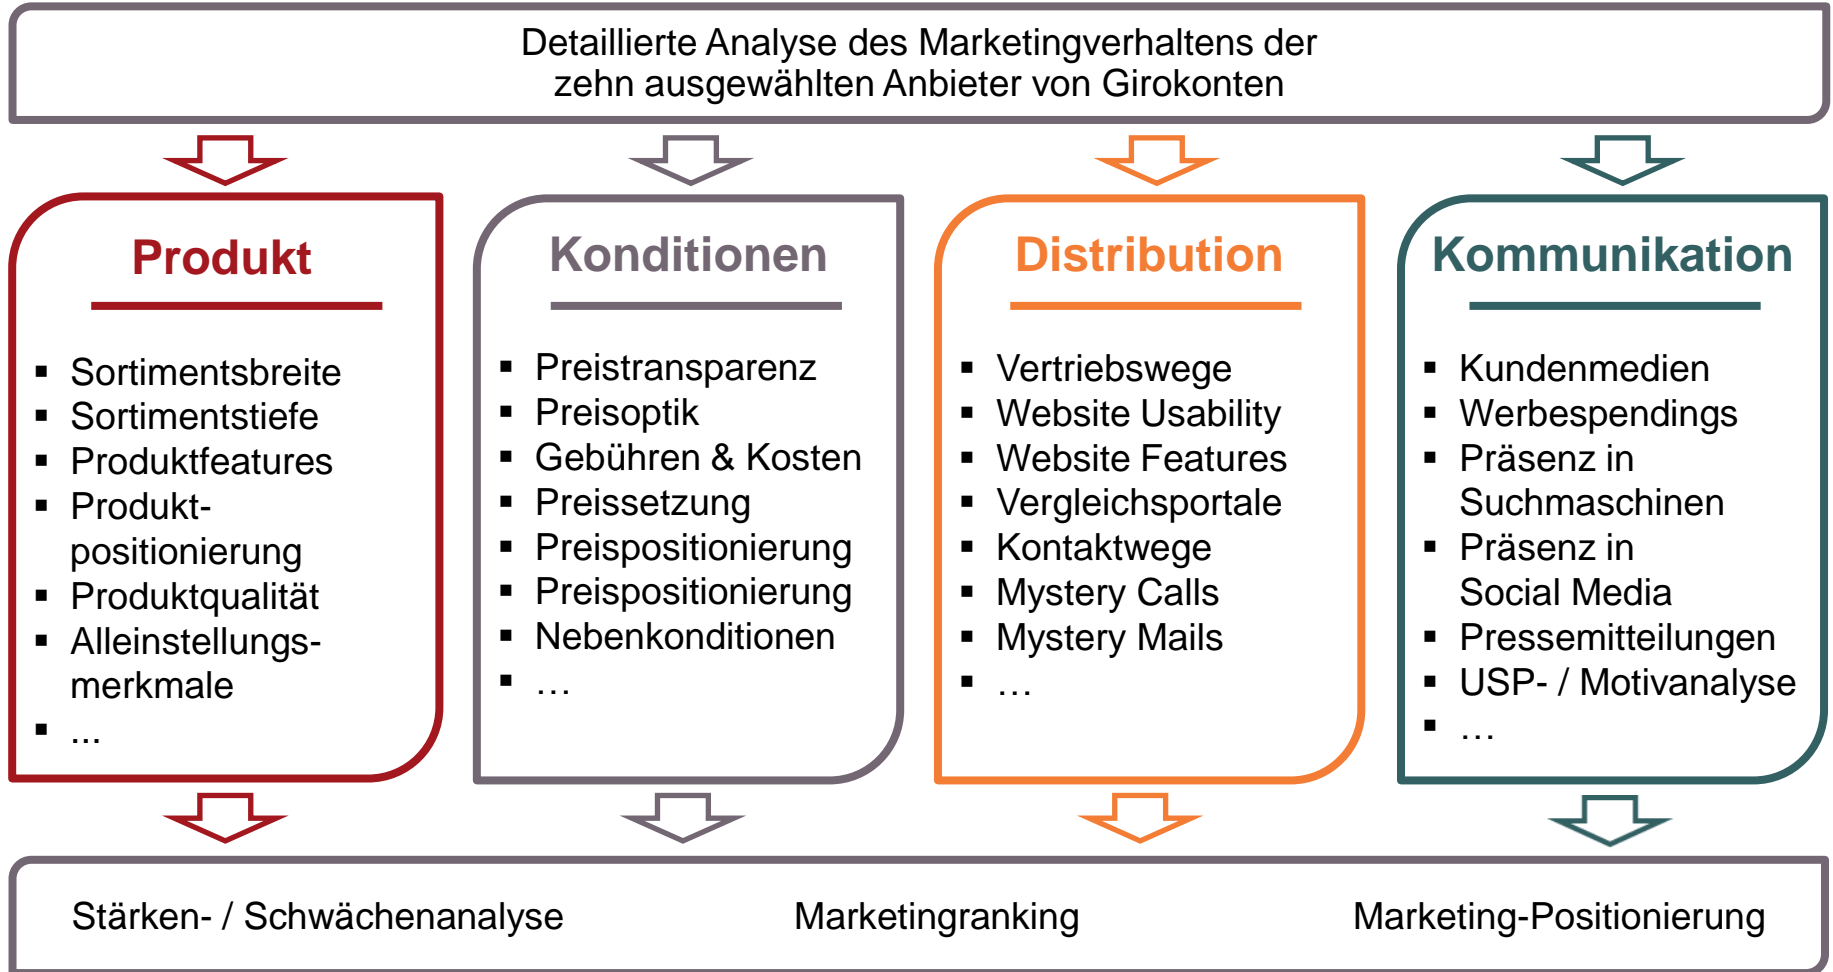 Detaillierte Analyse des Marketingverhaltens der
zehn ausgewählten Anbieter von Girokonten
Produkt
▪ Sortimentsbreite
▪ Sortimentstiefe
▪ Produktfeatures
▪ Produkt-
positionierung
▪ Produktqualität
▪ Alleinstellungs-
merkmale
▪ ...
Konditionen
▪ Preistransparenz
▪ Preisoptik
▪ Gebühren & Kosten
▪ Preissetzung
▪ Preispositionierung
▪ Preispositionierung
▪ Nebenkonditionen
▪ …
Distribution
▪ Vertriebswege
▪ Website Usability
▪ Website Features
▪ Vergleichsportale
▪ Kontaktwege
▪ Mystery Calls
▪ Mystery Mails
▪ …
Kommunikation
▪ Kundenmedien
▪ Werbespendings
▪ Präsenz in
Suchmaschinen
▪ Präsenz in
Social Media
▪ Pressemitteilungen
▪ USP- / Motivanalyse
▪ …
Stärken- / Schwächenanalyse
Marketingranking
Marketing-Positionierung